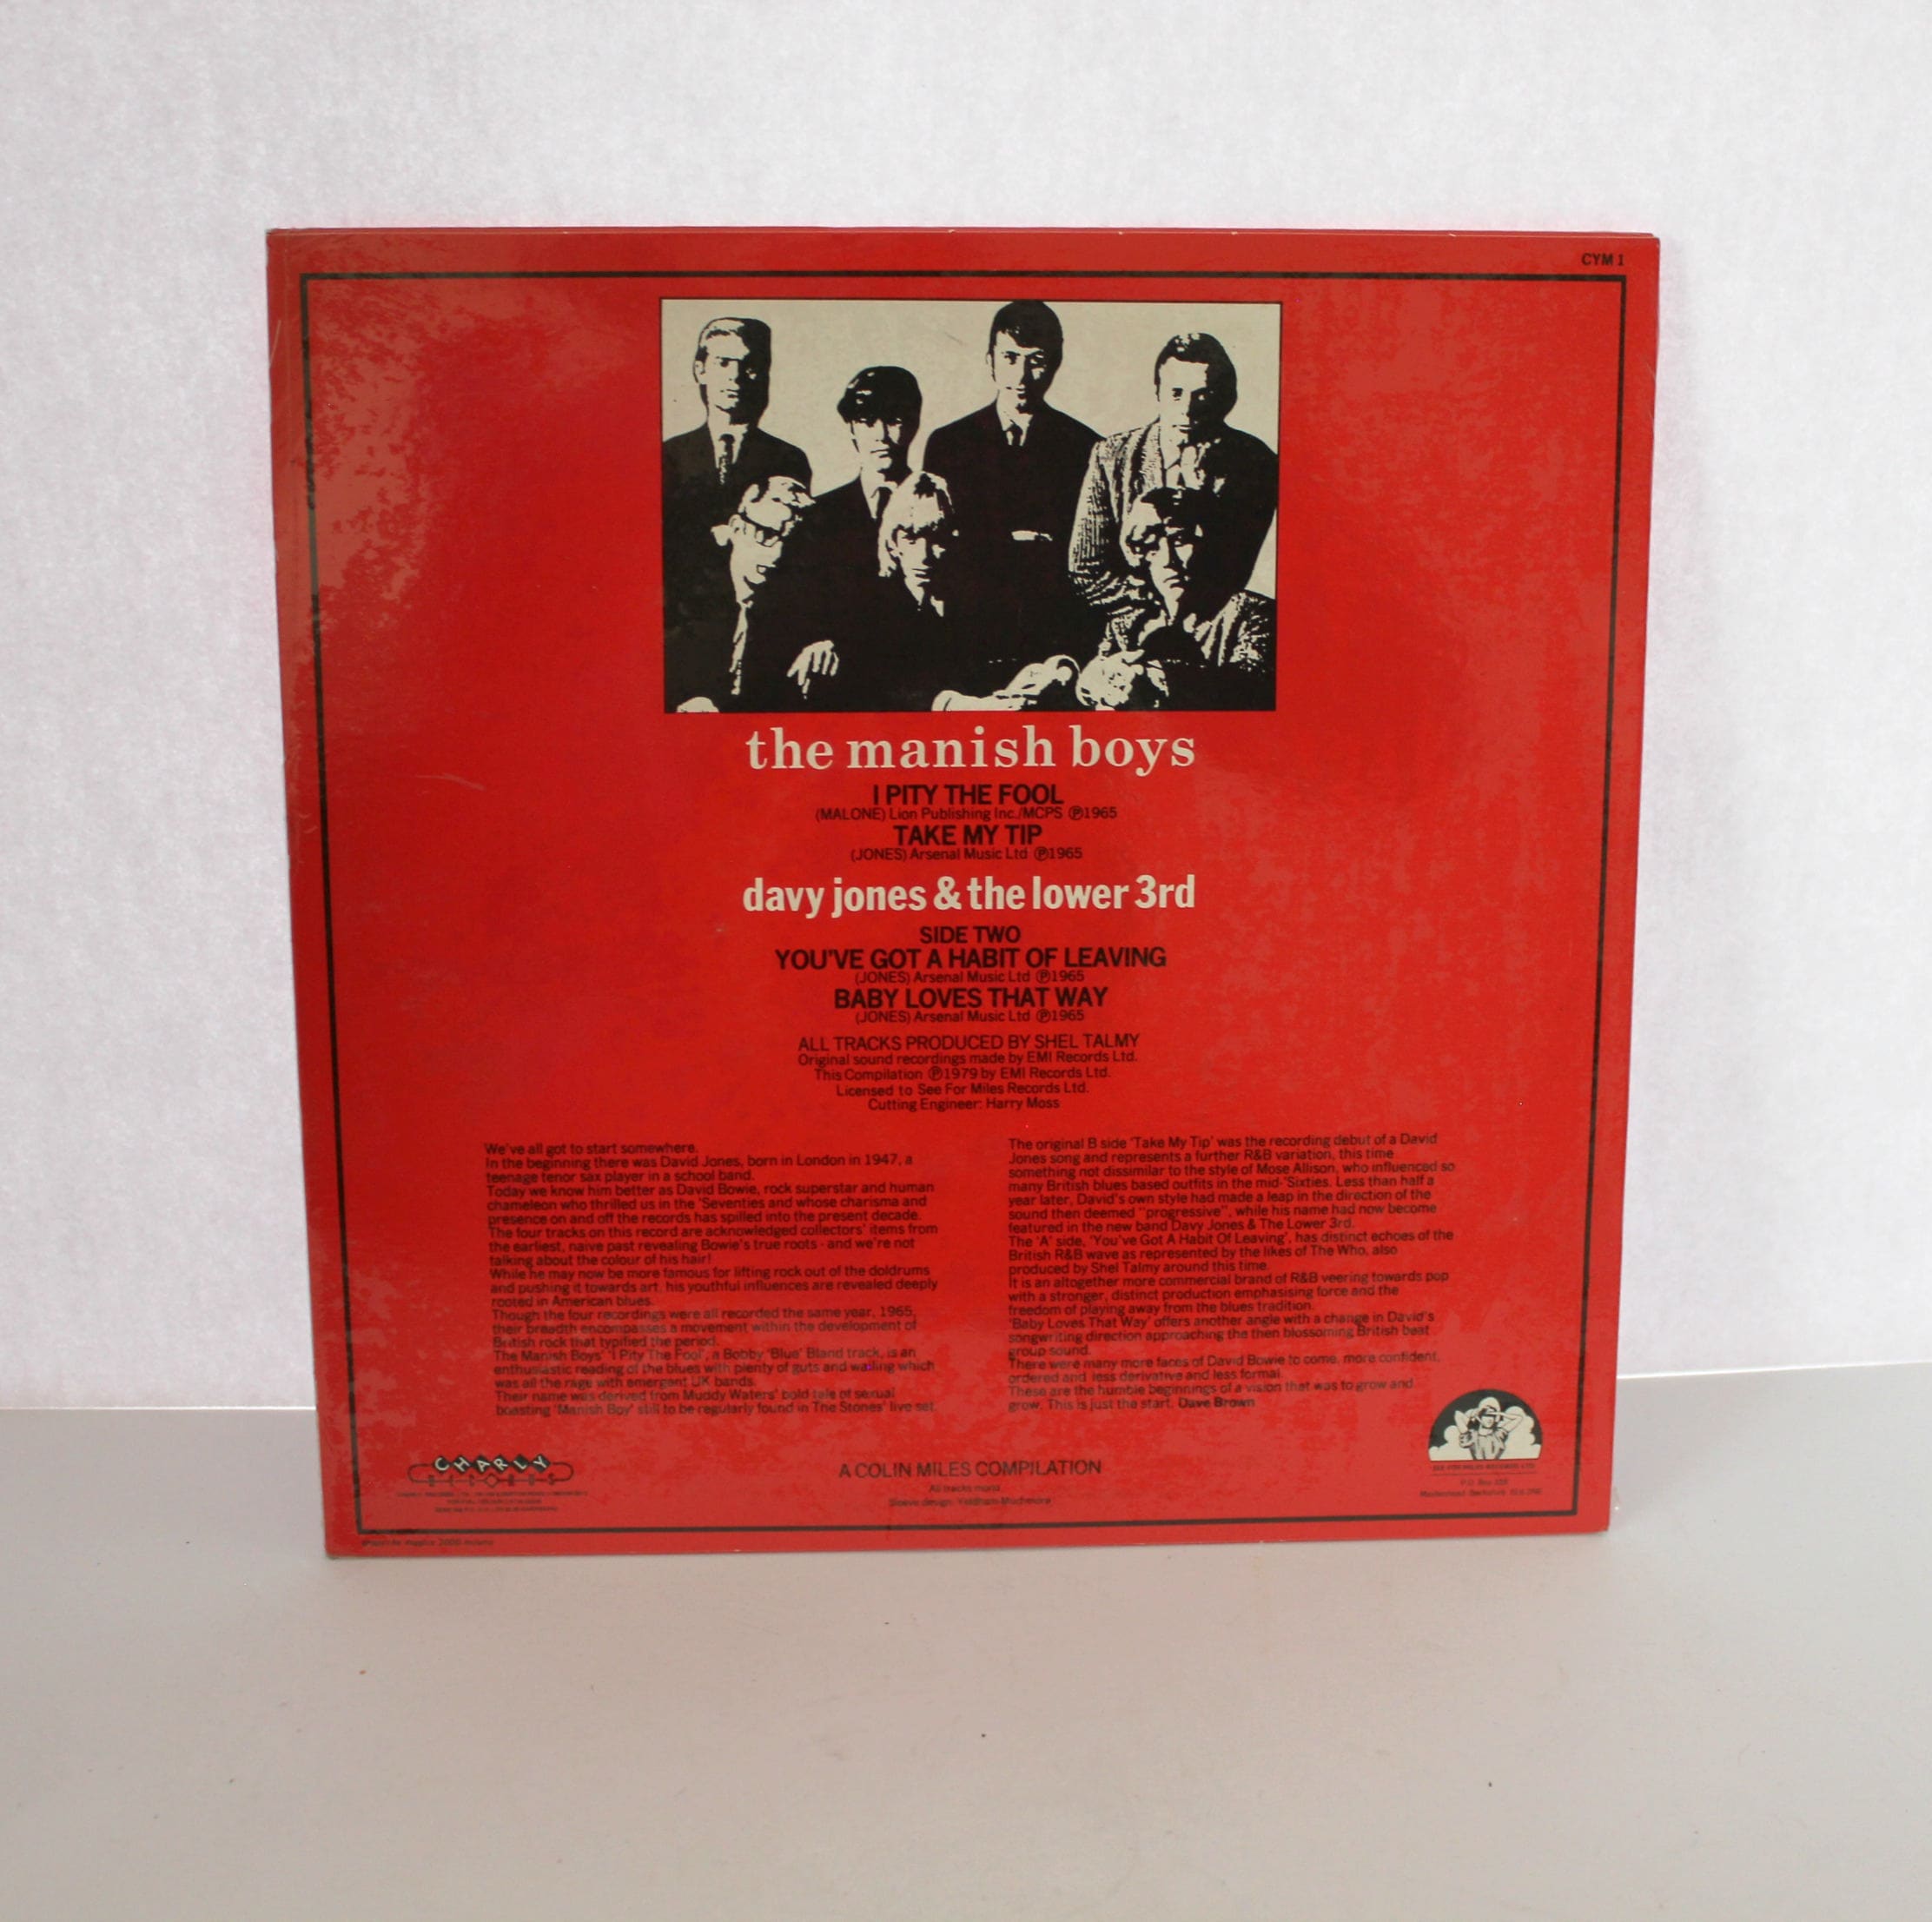 CYM 1
the manish boys
I PITY THE FOOL
(MALONE) Lion Publishing Inc./MCPS ℗1965
TAKE MY TIP
(JONES) Arsenal Music Ltd ℗1965
davy jones & the lower 3rd
SIDE TWO
YOU'VE GOT A HABIT OF LEAVING
(JONES) Arsenal Music Ltd ℗1965
BABY LOVES THAT WAY
(JONES) Arsenal Music Ltd ℗1965
ALL TRACKS PRODUCED BY SHEL TALMY
Original sound recordings made by EMI Records Ltd.
This Compilation ℗1979 by EMI Records Ltd.
Licensed to See For Miles Records Ltd.
Cutting Engineer: Harry Moss
We've all got to start somewhere.
In the beginning there was David Jones, born in London in 1947, a
teenage tenor sax player in a school band.
Today we know him better as David Bowie, rock superstar and human
chameleon who thrilled us in the 'Seventies and whose charisma and
presence on and off the records has spilled into the present decade.
The four tracks on this record are acknowledged collectors' items from
the earliest, naive past revealing Bowie's true roots - and we're not
talking about the colour of his hair!
While he may now be more famous for lifting rock out of the doldrums
and pushing it towards art, his youthful influences are revealed deeply
rooted in American blues.
Though the four recordings were all recorded the same year, 1965,
their breadth encompasses a movement within the development of
British rock that typified the period.
The Manish Boys' 'I Pity The Fool', a Bobby 'Blue' Bland track, is an
enthusiastic reading of the blues with plenty of guts and wailing which
was all the rage with emergent UK bands.
Their name was derived from Muddy Waters' bold tale of sexual
boasting 'Manish Boy' still to be regularly found in The Stones' live set.
The original B side 'Take My Tip' was the recording debut of a David
Jones song and represents a further R&B variation, this time
something not dissimilar to the style of Mose Allison, who influenced so
many British blues based outfits in the mid-'Sixties. Less than half a
year later, David's own style had made a leap in the direction of the
sound then deemed "progressive", while his name had now become
featured in the new band Davy Jones & The Lower 3rd.
The 'A' side, 'You've Got A Habit Of Leaving', has distinct echoes of the
British R&B wave as represented by the likes of The Who, also
produced by Shel Talmy around this time.
It is an altogether more commercial brand of R&B veering towards pop
with a stronger, distinct production emphasising force and the
freedom of playing away from the blues tradition.
'Baby Loves That Way' offers another angle with a change in David's
songwriting direction approaching the then blossoming British beat
group sound.
There were many more faces of David Bowie to come, more confident,
ordered and less derivative and less formal.
These are the humble beginnings of a vision that was to grow and
grow. This is just the start. Dave Brown
CHARLY
RECORDS
A COLIN MILES COMPILATION
All tracks mono
Sleeve design:
SEE FOR MILES RECORDS LTD
P.O. Box
Maidenhead, Berkshire